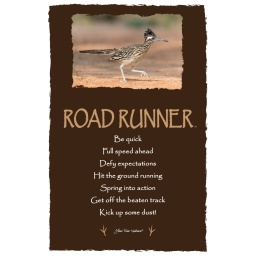 ROAD RUNNER
Be quick
Full speed ahead
Defy expectations
Hit the ground running
Spring into action
Get off the beaten track
Kick up some dust!